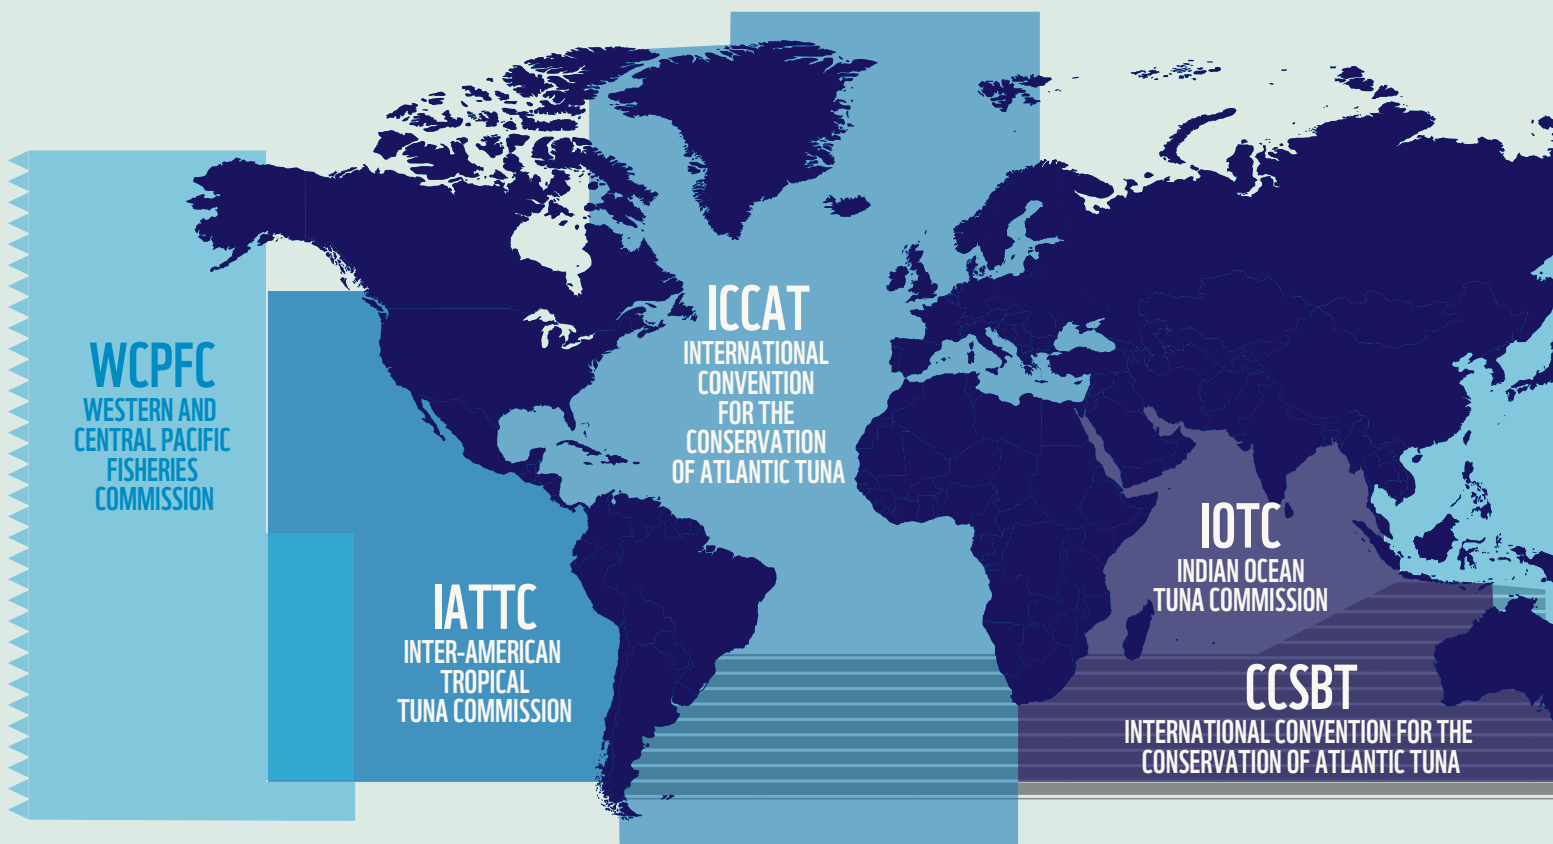 WCPFC
WESTERN AND
CENTRAL PACIFIC
FISHERIES
COMMISSION
IATTC
INTER-AMERICAN
TROPICAL
TUNA COMMISSION
ICCAT
INTERNATIONAL
CONVENTION
FOR THE
CONSERVATION
OF ATLANTIC TUNA
IOTC
INDIAN OCEAN
TUNA COMMISSION
CCSBT
INTERNATIONAL CONVENTION FOR THE
CONSERVATION OF ATLANTIC TUNA